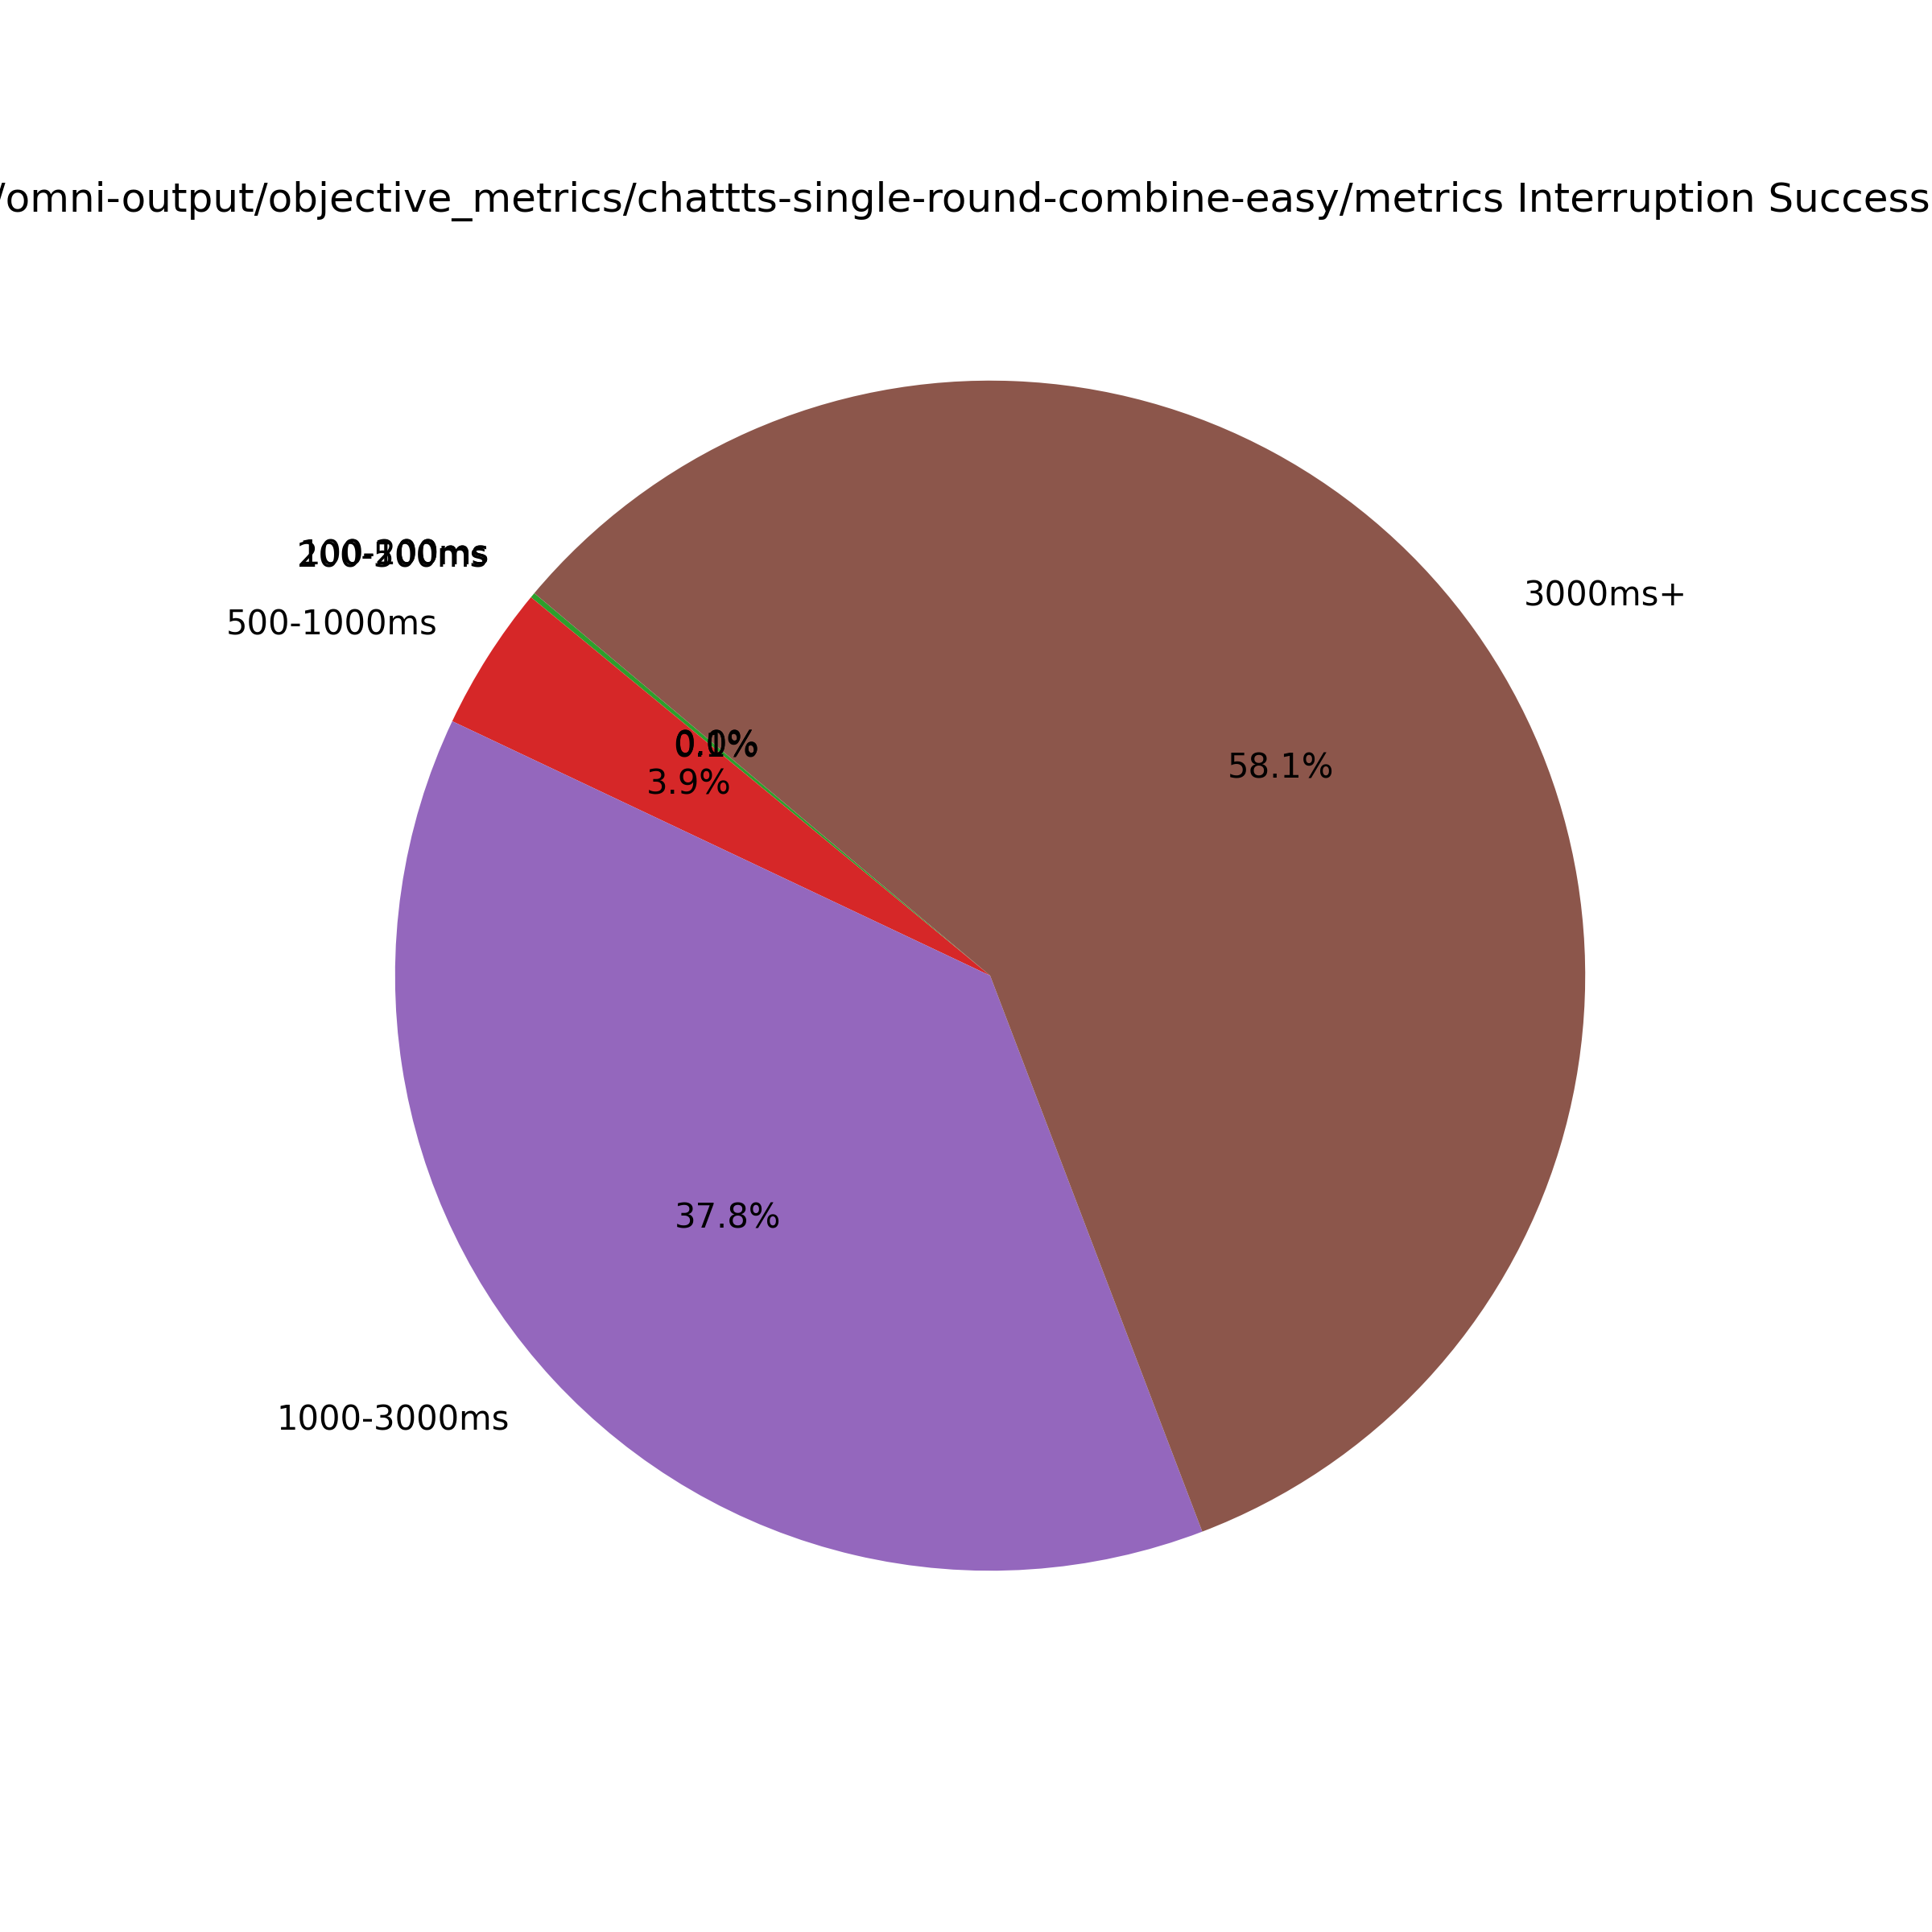 /omni-output/objective_metrics/chattts-single-round-combine-easy/metrics Interruption Success
3000ms+
500-1000ms
58.1%
3.9%
37.8%
1000-3000ms